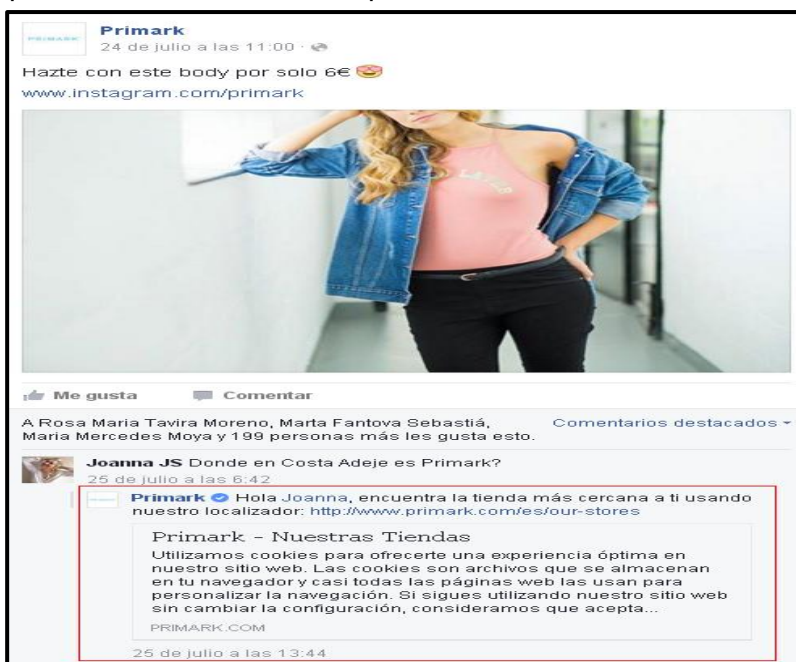 PRIMARK
Primark
24 de julio a las 11:00 ·
Hazte con este body por solo 6€ 😍
www.instagram.com/primark
LATER
Me gusta
Comentar
A Rosa Maria Tavira Moreno, Marta Fantova Sebastiá,
Maria Mercedes Moya y 199 personas más les gusta esto.
Comentarios destacados
Joanna JS Donde en Costa Adeje es Primark?
25 de julio a las 6:42
Primark Hola Joanna, encuentra la tienda más cercana a ti usando
nuestro localizador: http://www.primark.com/es/our-stores
Primark - Nuestras Tiendas
Utilizamos cookies para ofrecerte una experiencia óptima en
nuestro sitio web. Las cookies son archivos que se almacenan
en tu navegador y casi todas las páginas web las usan para
personalizar la navegación. Si sigues utilizando nuestro sitio web
sin cambiar la configuración, consideramos que acepta...
PRIMARK.COM
25 de julio a las 13:44